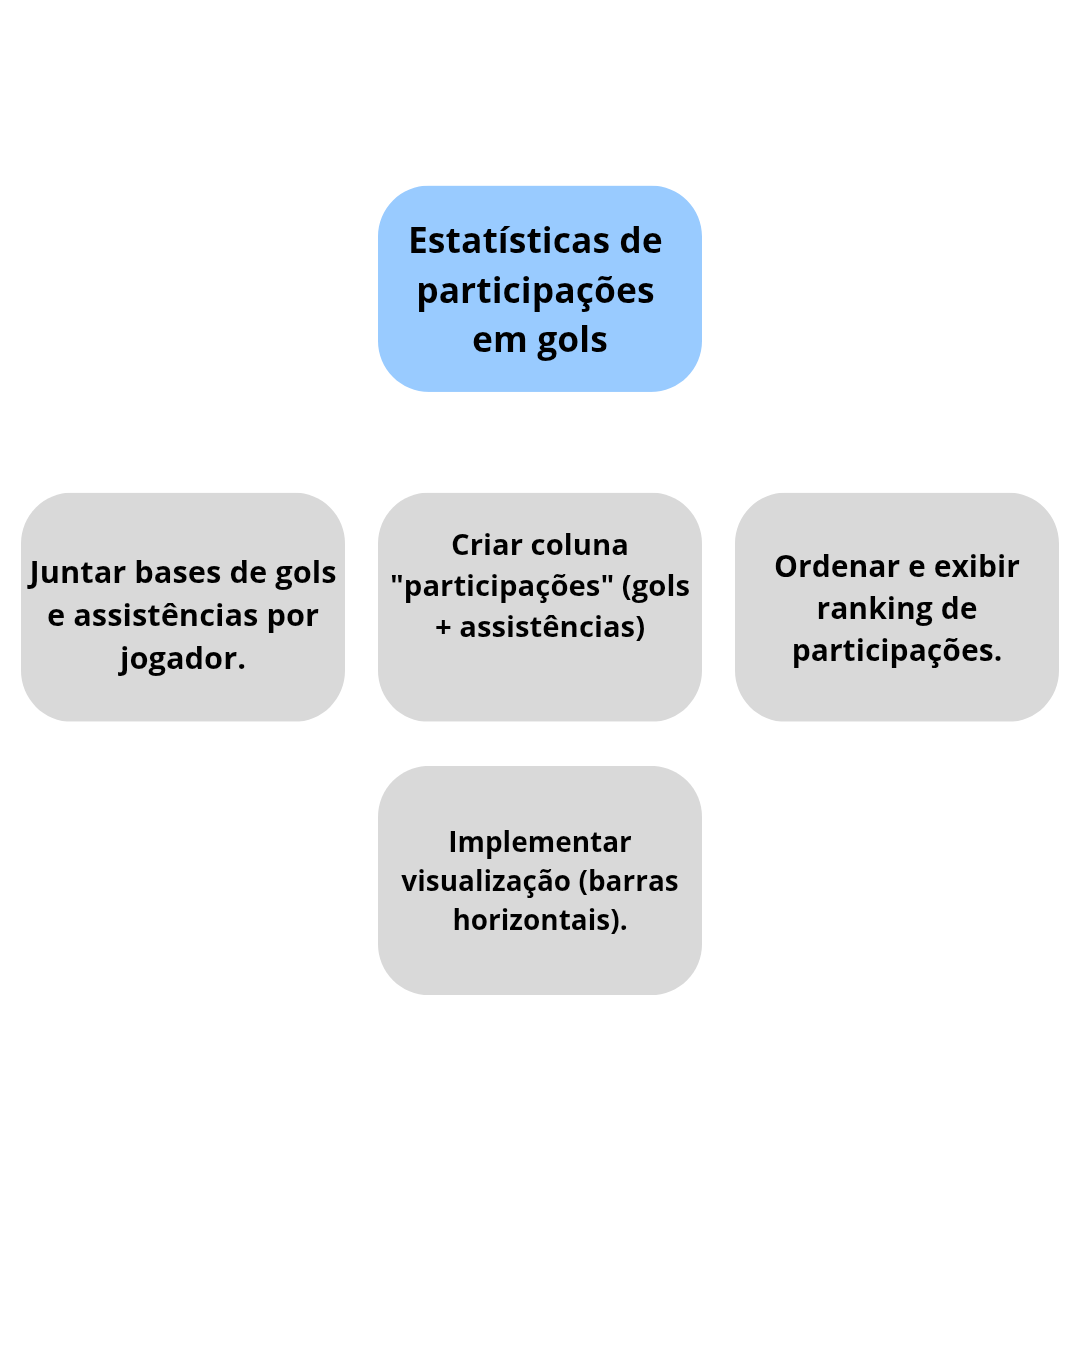 Estatísticas de
participações
em gols
Juntar bases de gols
e assistências por
jogador.
Criar coluna
"participações" (gols
+ assistências)
Ordenar e exibir
ranking de
participações.
Implementar
visualização (barras
horizontais).